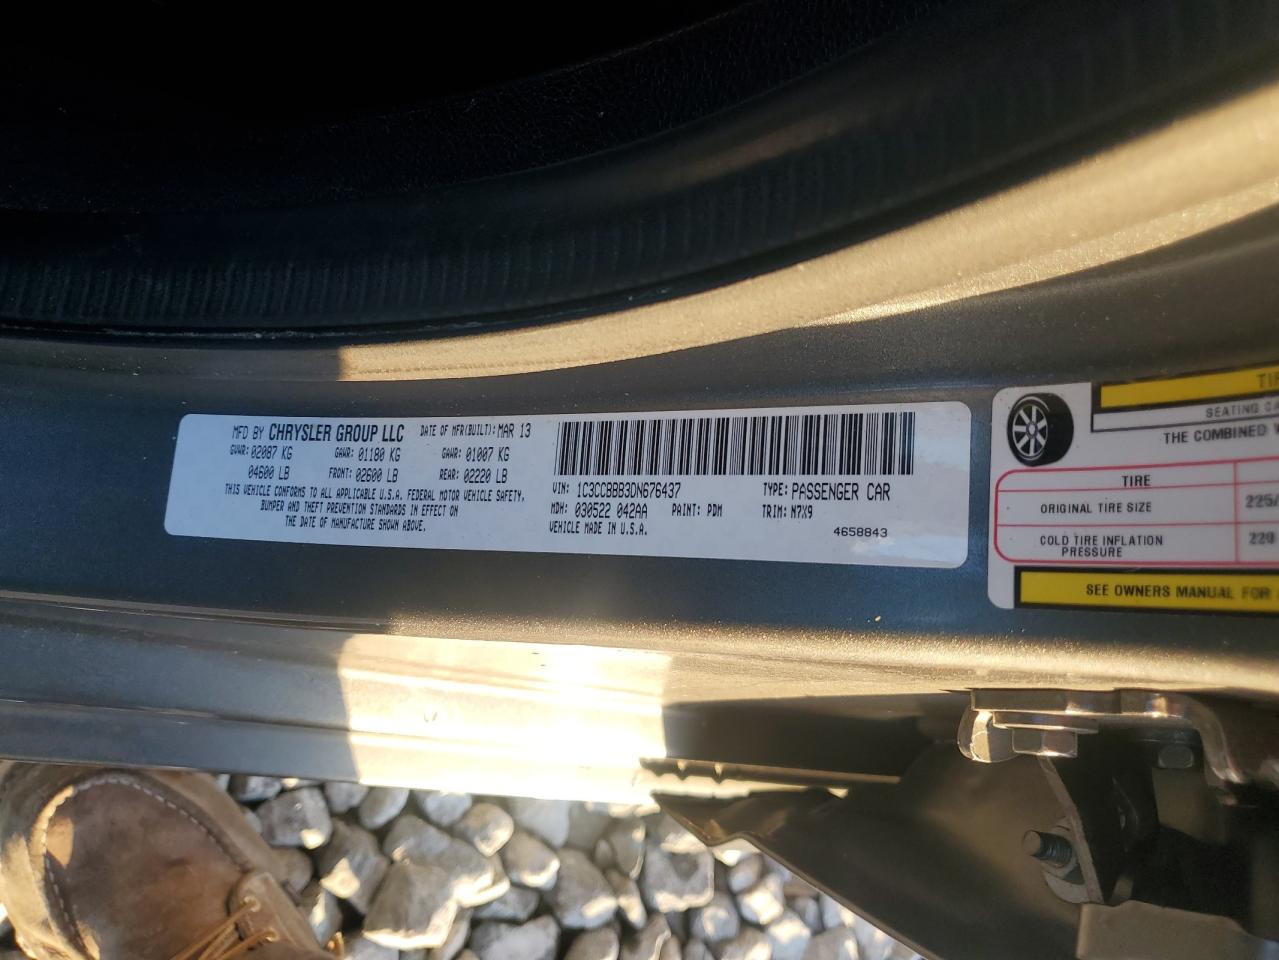 MFD BY CHRYSLER GROUP LLC DATE OF MFR(BUILT): MAR 13
GVWR: 02087 KG GAWR: 01180 KG GAWR: 01007 KG
04600 LB FRONT: 02600 LB REAR: 02220 LB
THIS VEHICLE CONFORMS TO ALL APPLICABLE U.S.A. FEDERAL MOTOR VEHICLE SAFETY,
BUMPER AND THEFT PREVENTION STANDARDS IN EFFECT ON
THE DATE OF MANUFACTURE SHOWN ABOVE.
VIN: 1C3CCBBB3DN676437 TYPE: PASSENGER CAR
MDH: 030522 042AA PAINT: PDM TRIM: N7X9
VEHICLE MADE IN U.S.A. 4658843
SEATING
THE COMBINED
TIRE
ORIGINAL TIRE SIZE 225/
COLD TIRE INFLATION
PRESSURE
220
SEE OWNERS MANUAL FOR